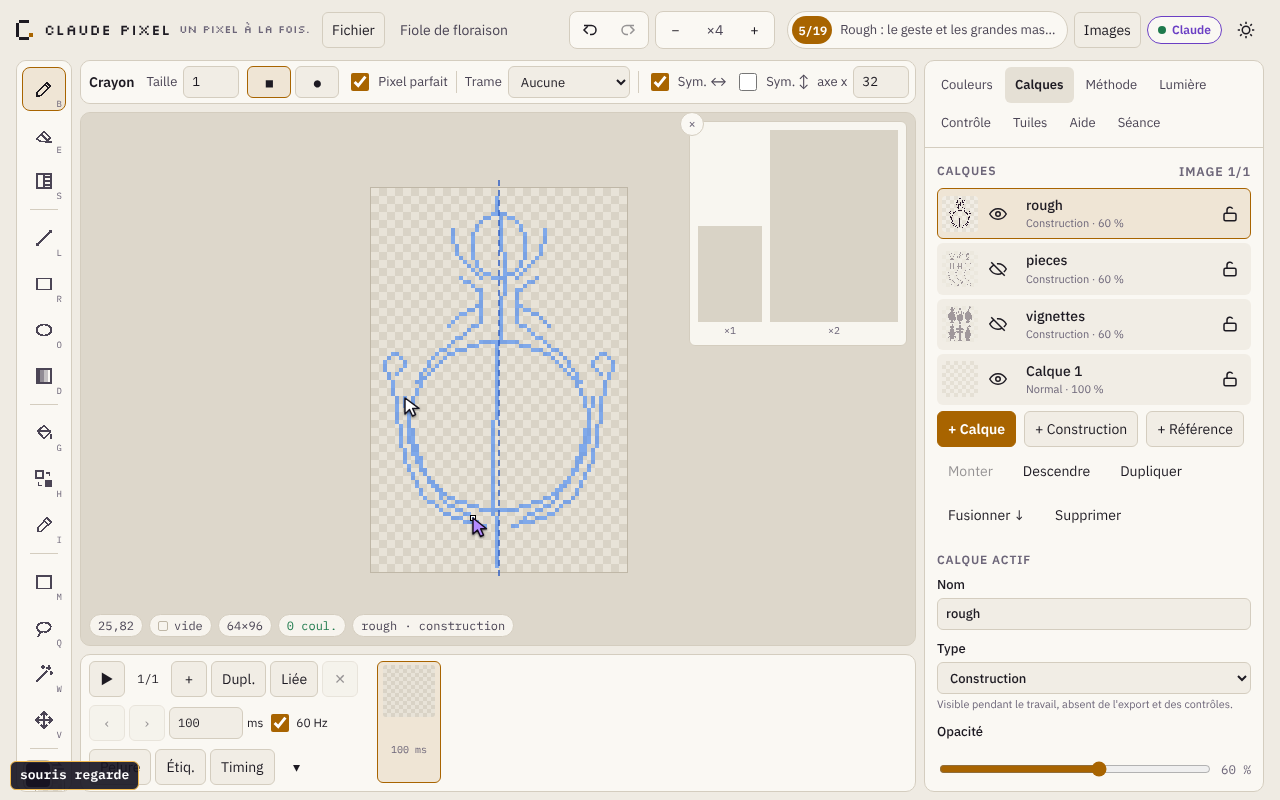 CLAUDE PIXEL UN PIXEL À LA FOIS. Fichier Fiole de floraison − ×4 + 5/19 Rough : le geste et les grandes mas… Images Claude
Crayon Taille 1 Pixel parfait Trame Aucune Sym. ↔ Sym. ↕ axe x 32
B
E
S
L
R
O
D
G
H
I
M
Q
W
V
×
×1 ×2
25,82 vide 64×96 0 coul. rough · construction
1/1 + Dupl. Liée ×
‹ › 100 ms 60 Hz
Étiq. Timing ▼
100 ms
souris regarde
Couleurs Calques Méthode Lumière
Contrôle Tuiles Aide Séance
CALQUES IMAGE 1/1
rough
Construction · 60 %
pieces
Construction · 60 %
vignettes
Construction · 60 %
Calque 1
Normal · 100 %
+ Calque + Construction + Référence
Monter Descendre Dupliquer
Fusionner ↓ Supprimer
CALQUE ACTIF
Nom
rough
Type
Construction
Visible pendant le travail, absent de l'export et des contrôles.
Opacité
60 %